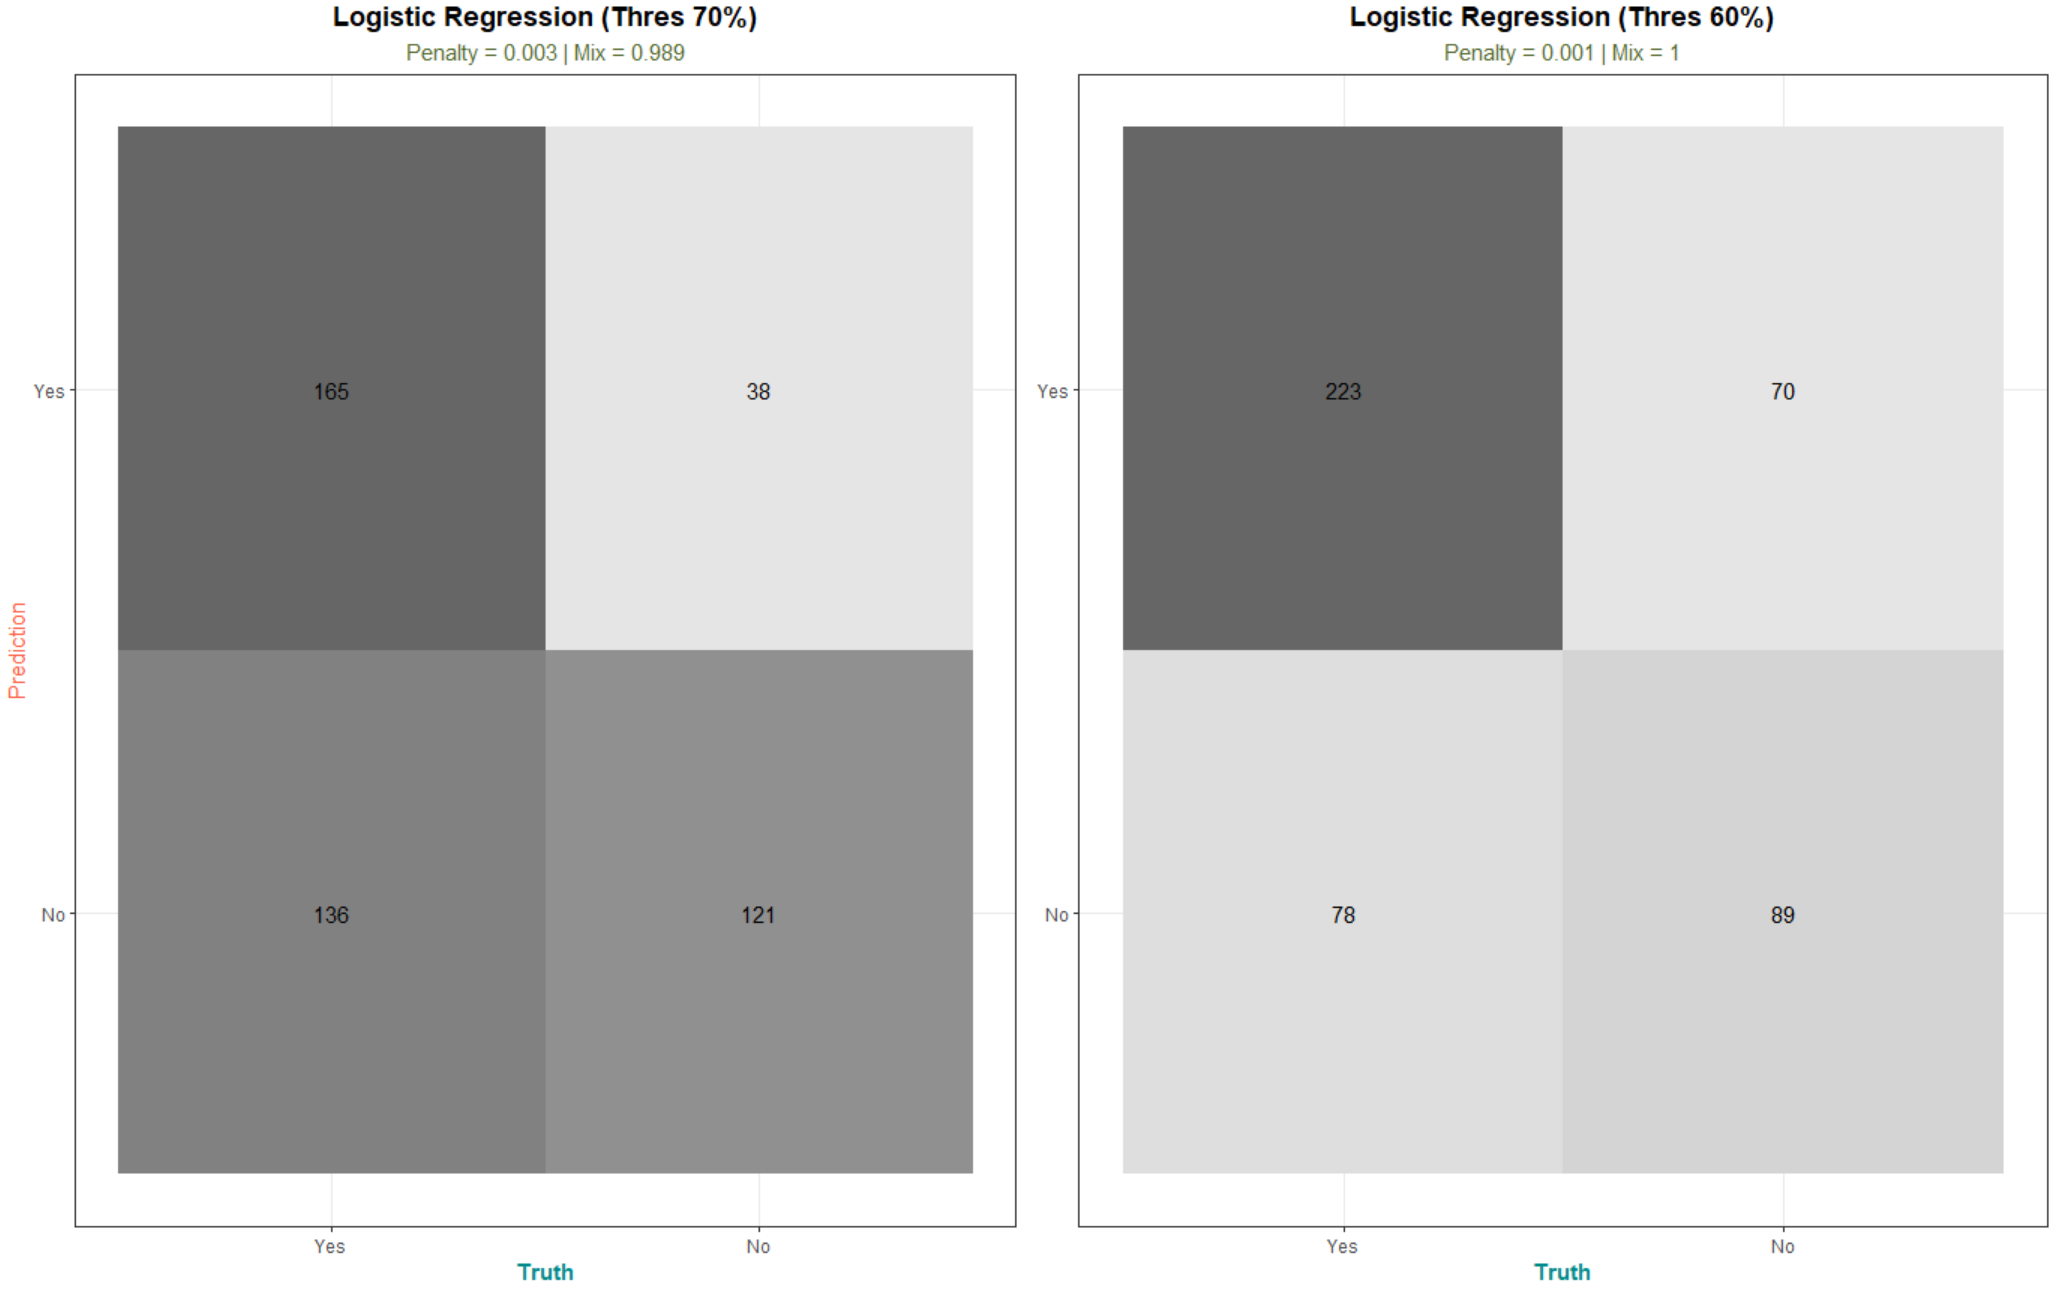 Logistic Regression (Thres 70%)
Penalty = 0.003 | Mix = 0.989
Prediction
Yes
165
38
No
136
121
Yes
No
Truth
Logistic Regression (Thres 60%)
Penalty = 0.001 | Mix = 1
Yes
223
70
No
78
89
Yes
No
Truth